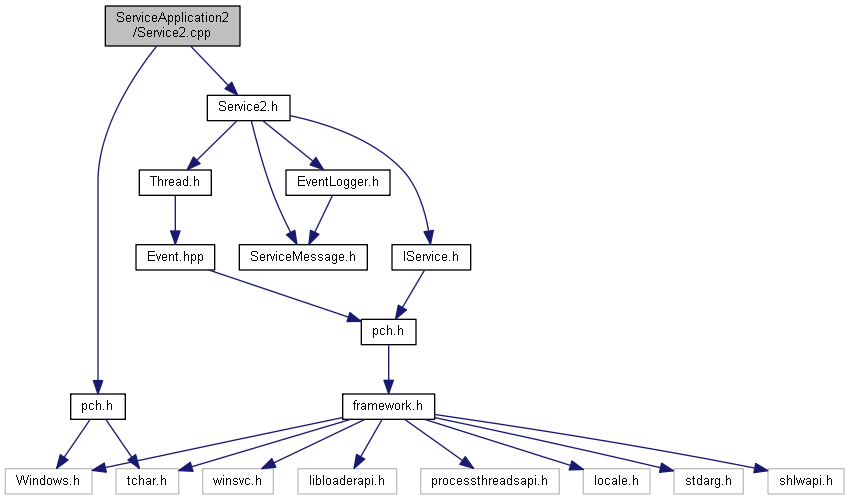 ServiceApplication2
/Service2.cpp
Service2.h
Thread.h
EventLogger.h
Event.hpp
ServiceMessage.h
IService.h
pch.h
pch.h
framework.h
Windows.h
tchar.h
winsvc.h
libloaderapi.h
processthreadsapi.h
locale.h
stdarg.h
shlwapi.h